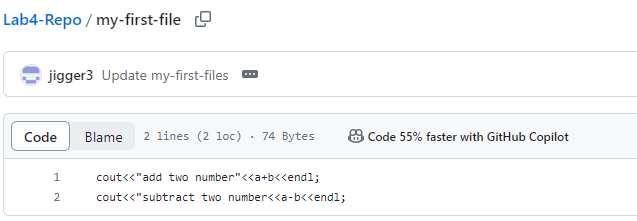 Lab4-Repo / my-first-file
jigger3 Update my-first-files
Code Blame 2 lines (2 loc) · 74 Bytes Code 55% faster with GitHub Copilot
1 cout<<"add two number"<<a+b<<endl;
2 cout<<"subtract two number<<a-b<<endl;